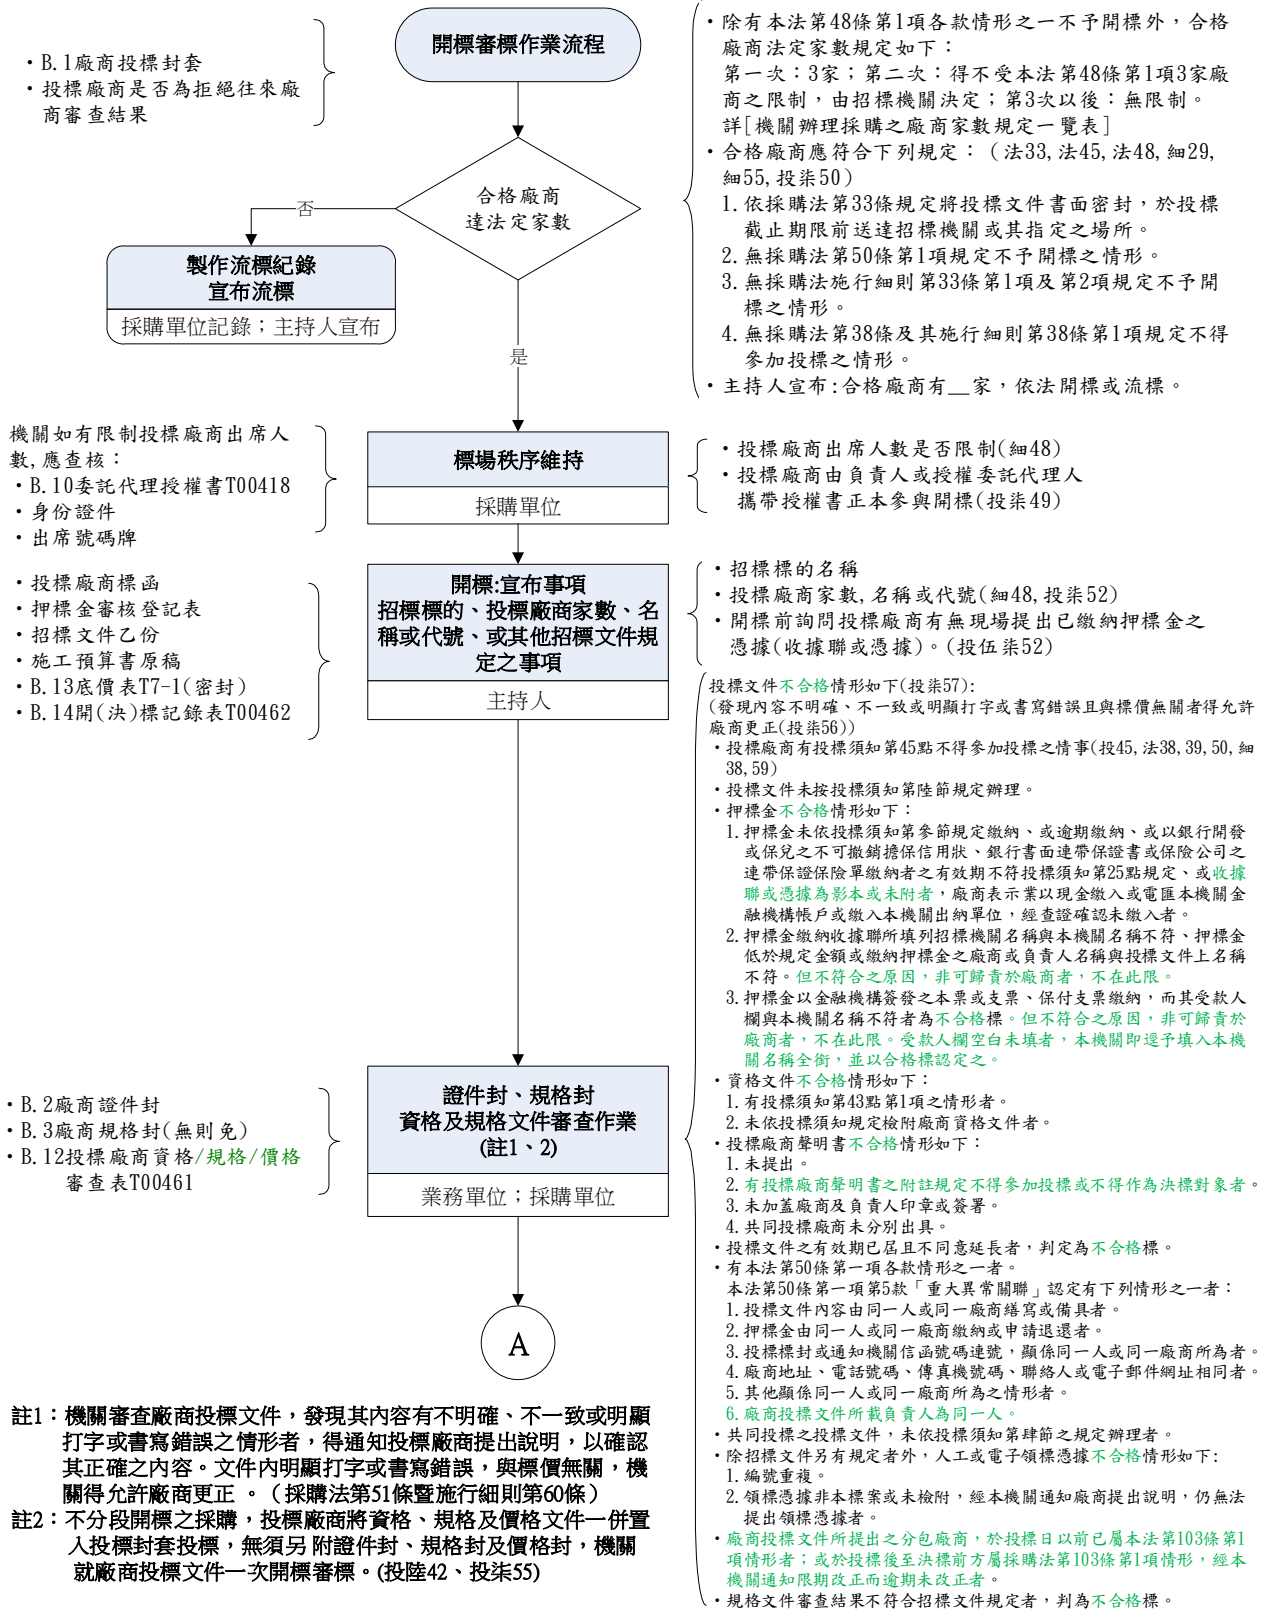 開標審標作業流程
・B.1廠商投標封套
・投標廠商是否為拒絕往來廠
商審查結果
・除有本法第48條第1項各款情形之一不予開標外，合格
廠商法定家數規定如下：
第一次：3家；第二次：得不受本法第48條第1項3家廠
商之限制，由招標機關決定；第3次以後：無限制。
詳[機關辦理採購之廠商家數規定一覽表]
・合格廠商應符合下列規定：（法33,法45,法48,細29,
細55,投柒50）
1.依採購法第33條規定將投標文件書面密封，於投標
截止期限前送達招標機關或其指定之場所。
2.無採購法第50條第1項規定不予開標之情形。
3.無採購法施行細則第33條第1項及第2項規定不予開
標之情形。
4.無採購法第38條及其施行細則第38條第1項規定不得
參加投標之情形。
・主持人宣布:合格廠商有__家，依法開標或流標。
合格廠商
達法定家數
否
製作流標紀錄
宣布流標
採購單位記錄；主持人宣布
是
機關如有限制投標廠商出席人
數,應查核：
・B.10委託代理授權書T00418
・身份證件
・出席號碼牌
標場秩序維持
採購單位
・投標廠商出席人數是否限制(細48)
・投標廠商由負責人或授權委託代理人
攜帶授權書正本參與開標(投柒49)
・投標廠商標函
・押標金審核登記表
・招標文件乙份
・施工預算書原稿
・B.13底價表T7-1(密封)
・B.14開(決)標記錄表T00462
開標:宣布事項
招標標的、投標廠商家數、名
稱或代號、或其他招標文件規
定之事項
主持人
・招標標的名稱
・投標廠商家數,名稱或代號(細48,投柒52)
・開標前詢問投標廠商有無現場提出已繳納押標金之
憑據(收據聯或憑據)。(投伍柒52)
投標文件不合格情形如下(投柒57):
(發現內容不明確、不一致或明顯打字或書寫錯誤且與標價無關者得允許
廠商更正(投柒56))
・投標廠商有投標須知第45點不得參加投標之情事(投45,法38,39,50,細
38,59)
・投標文件未按投標須知第陸節規定辦理。
・押標金不合格情形如下：
1.押標金未依投標須知第參節規定繳納、或逾期繳納、或以銀行開發
或保兌之不可撤銷擔保信用狀、銀行書面連帶保證書或保險公司之
連帶保證保險單繳納者之有效期不符投標須知第25點規定、或收據
聯或憑據為影本或未附者，廠商表示業以現金繳入或電匯本機關金
融機構帳戶或繳入本機關出納單位，經查證確認未繳入者。
2.押標金繳納收據聯所填列招標機關名稱與本機關名稱不符、押標金
低於規定金額或繳納押標金之廠商或負責人名稱與投標文件上名稱
不符。但不符合之原因，非可歸責於廠商者，不在此限。
3.押標金以金融機構簽發之本票或支票、保付支票繳納，而其受款人
欄與本機關名稱不符者為不合格標。但不符合之原因，非可歸責於
廠商者，不在此限。受款人欄空白未填者，本機關即逕予填入本機
關名稱全銜，並以合格標認定之。
・資格文件不合格情形如下：
1.有投標須知第43點第1項之情形者。
2.未依投標須知規定檢附廠商資格文件者。
・投標廠商聲明書不合格情形如下：
1.未提出。
2.有投標廠商聲明書之附註規定不得參加投標或不得作為決標對象者。
3.未加蓋廠商及負責人印章或簽署。
4.共同投標廠商未分別出具。
・投標文件之有效期已屆且不同意延長者，判定為不合格標。
・有本法第50條第一項各款情形之一者。
本法第50條第一項第5款「重大異常關聯」認定有下列情形之一者：
1.投標文件內容由同一人或同一廠商繕寫或備具者。
2.押標金由同一人或同一廠商繳納或申請退還者。
3.投標標封或通知機關信函號碼連號，顯係同一人或同一廠商所為者。
4.廠商地址、電話號碼、傳真機號碼、聯絡人或電子郵件網址相同者。
5.其他顯係同一人或同一廠商所為之情形者。
6.廠商投標文件所載負責人為同一人。
・共同投標之投標文件，未依投標須知第肆節之規定辦理者。
・除招標文件另有規定者外，人工或電子領標憑據不合格情形如下:
1.編號重複。
2.領標憑據非本標案或未檢附，經本機關通知廠商提出說明，仍無法
提出領標憑據者。
・廠商投標文件所提出之分包廠商，於投標日以前已屬本法第103條第1
項情形者；或於投標後至決標前方屬採購法第103條第1項情形，經本
機關通知限期改正而逾期未改正者。
・規格文件審查結果不符合招標文件規定者，判為不合格標。
・B.2廠商證件封
・B.3廠商規格封(無則免)
・B.12投標廠商資格/規格/價格
審查表T00461
證件封、規格封
資格及規格文件審查作業
(註1、2)
業務單位；採購單位
A
註1：機關審查廠商投標文件，發現其內容有不明確、不一致或明顯
打字或書寫錯誤之情形者，得通知投標廠商提出說明，以確認
其正確之內容。文件內明顯打字或書寫錯誤，與標價無關，機
關得允許廠商更正 。（採購法第51條暨施行細則第60條）
註2：不分段開標之採購，投標廠商將資格、規格及價格文件一併置
入投標封套投標，無須另 附證件封、規格封及價格封，機關
就廠商投標文件一次開標審標。(投陸42、投柒55)